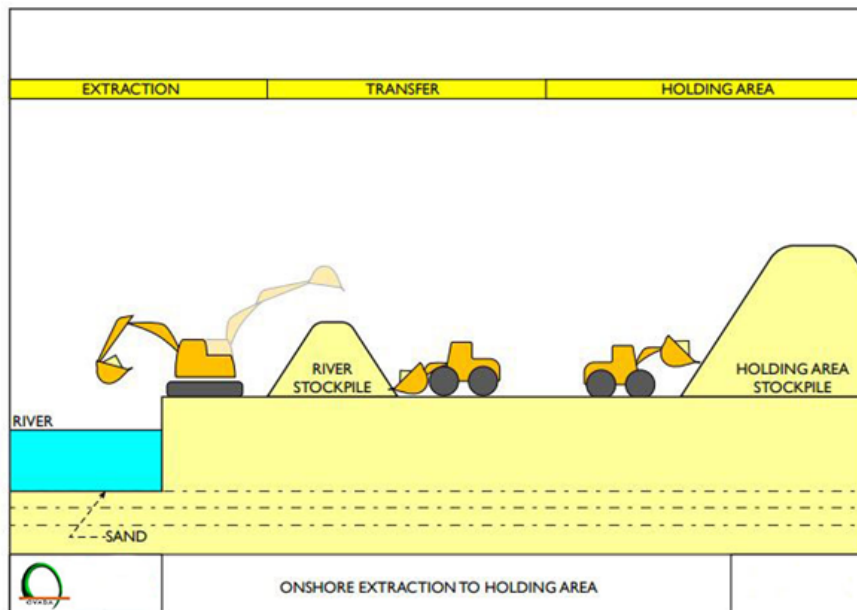 EXTRACTION
TRANSFER
HOLDING AREA
RIVER
STOCKPILE
HOLDING AREA
STOCKPILE
RIVER
SAND
ONSHORE EXTRACTION TO HOLDING AREA